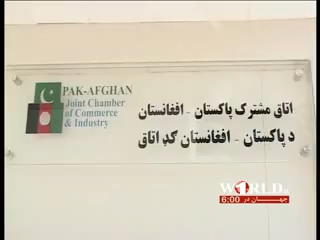 PAK-AFGHAN
Joint Chamber
of Commerce
& Industry
اتاق مشترک پاکستان - افغانستان
د پاکستان - افغانستان ګډ اتاق
W1RLD
جهان در 6:00